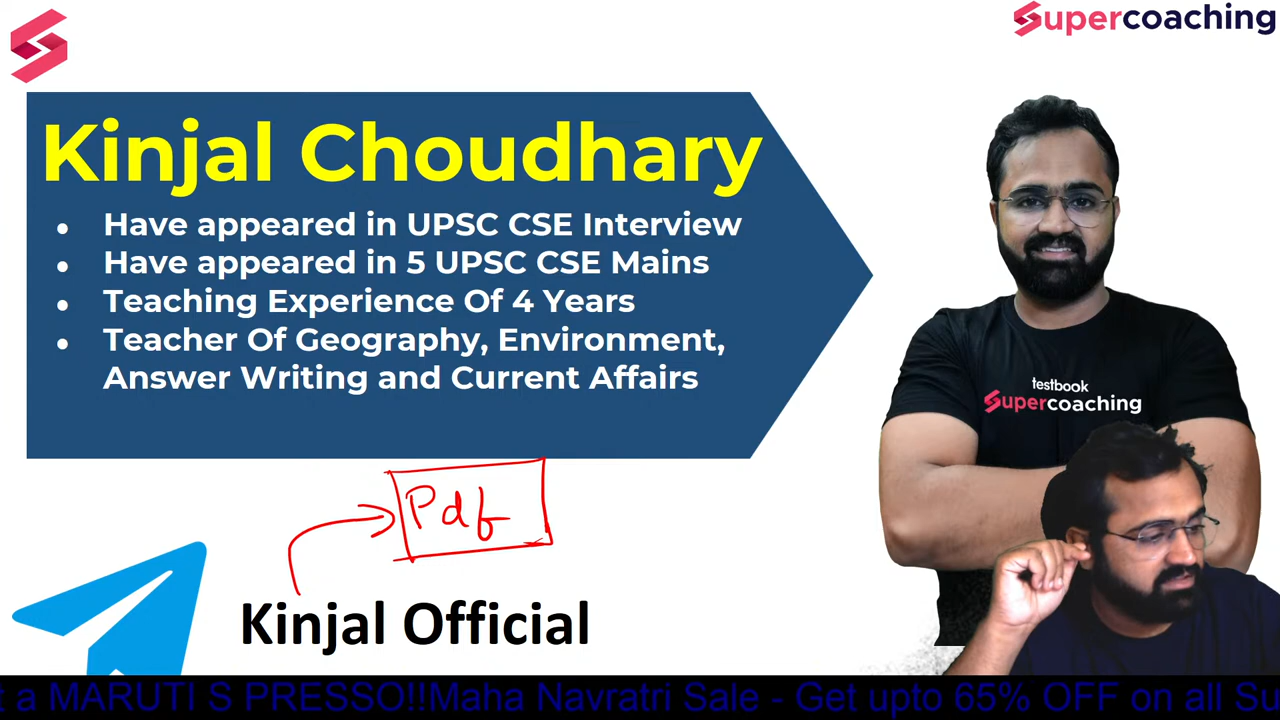 Supercoaching
Kinjal Choudhary
• Have appeared in UPSC CSE Interview
• Have appeared in 5 UPSC CSE Mains
• Teaching Experience Of 4 Years
• Teacher Of Geography, Environment,
Answer Writing and Current Affairs
testbook
Supercoaching
Pdf
Kinjal Official
t a MARUTI S PRESSO!!Maha Navratri Sale - Get upto 65% OFF on all Su